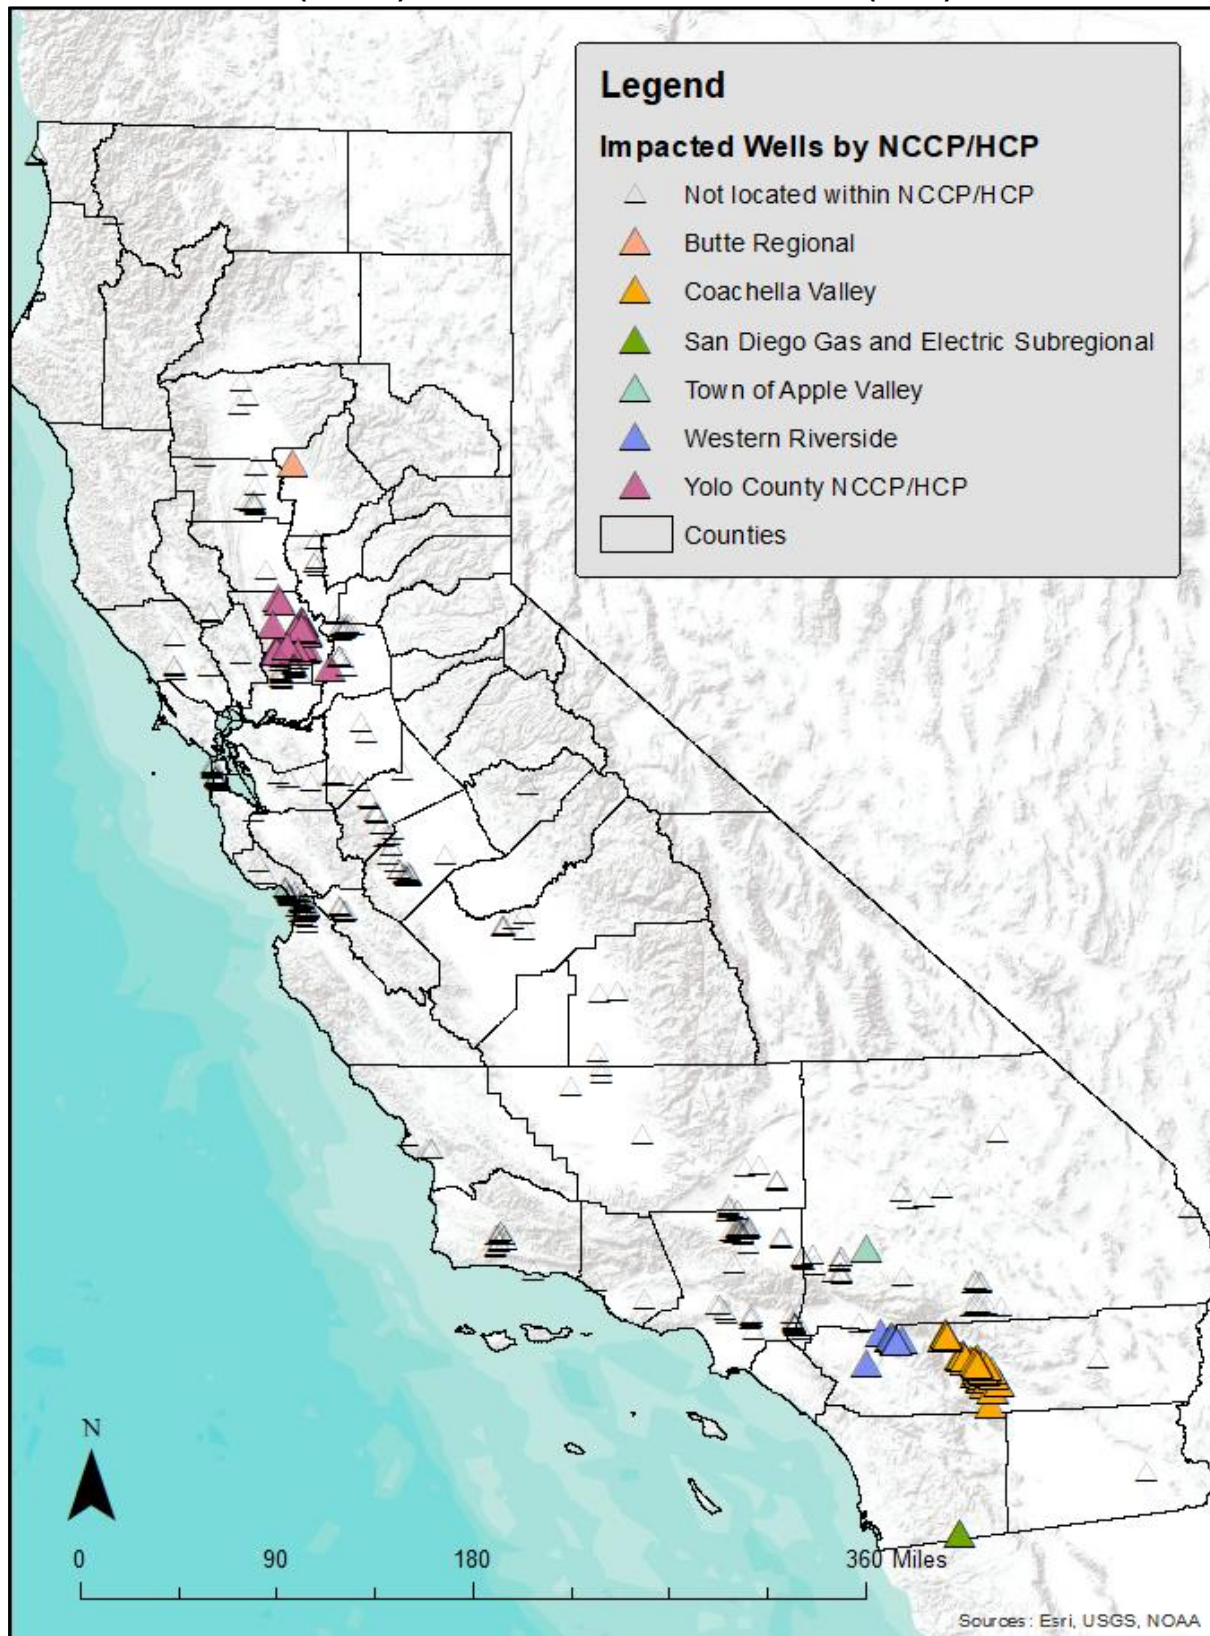 Legend
Impacted Wells by NCCP/HCP
Not located within NCCP/HCP
Butte Regional
Coachella Valley
San Diego Gas and Electric Subregional
Town of Apple Valley
Western Riverside
Yolo County NCCP/HCP
Counties
N
0 90 180 360 Miles
Sources: Esri, USGS, NOAA